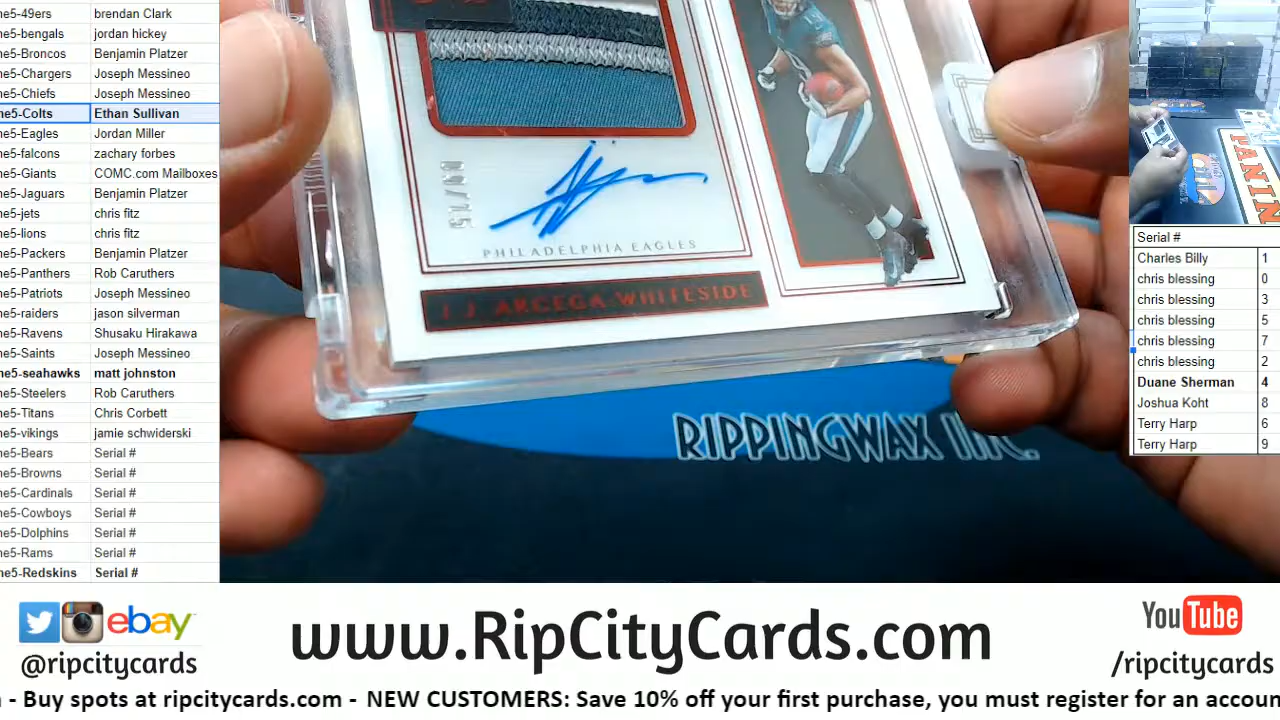 ne5-49ers brendan Clark
ne5-bengals jordan hickey
ne5-Broncos Benjamin Platzer
ne5-Chargers Joseph Messineo
ne5-Chiefs Joseph Messineo
ne5-Colts Ethan Sullivan
ne5-Eagles Jordan Miller
ne5-falcons zachary forbes
ne5-Giants COMC.com Mailboxes
ne5-Jaguars Benjamin Platzer
ne5-jets chris fitz
ne5-lions chris fitz
ne5-Packers Benjamin Platzer
ne5-Panthers Rob Caruthers
ne5-Patriots Joseph Messineo
ne5-raiders jason silverman
ne5-Ravens Shusaku Hirakawa
ne5-Saints Joseph Messineo
ne5-seahawks matt johnston
ne5-Steelers Rob Caruthers
ne5-Titans Chris Corbett
ne5-vikings jamie schwiderski
ne5-Bears Serial #
ne5-Browns Serial #
ne5-Cardinals Serial #
ne5-Cowboys Serial #
ne5-Dolphins Serial #
ne5-Rams Serial #
ne5-Redskins Serial #
PHILADELPHIA EAGLES
J J ARCEGA-WHITESIDE
RIPPINGWAX INC.
PANINI
Serial #
Charles Billy 1
chris blessing 0
chris blessing 3
chris blessing 5
chris blessing 7
chris blessing 2
Duane Sherman 4
Joshua Koht 8
Terry Harp 6
Terry Harp 9
ebay
@ripcitycards
www.RipCityCards.com
YouTube
/ripcitycards
- Buy spots at ripcitycards.com - NEW CUSTOMERS: Save 10% off your first purchase, you must register for an accoun